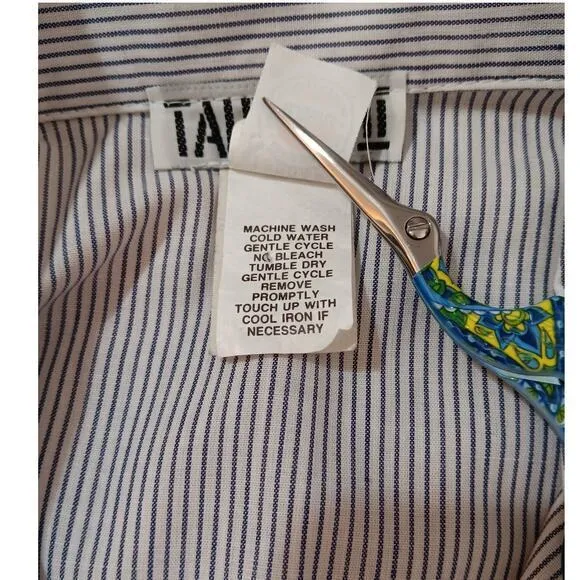 MACHINE WASH
COLD WATER
GENTLE CYCLE
NO BLEACH
TUMBLE DRY
GENTLE CYCLE
REMOVE
PROMPTLY
TOUCH UP WITH
COOL IRON IF
NECESSARY